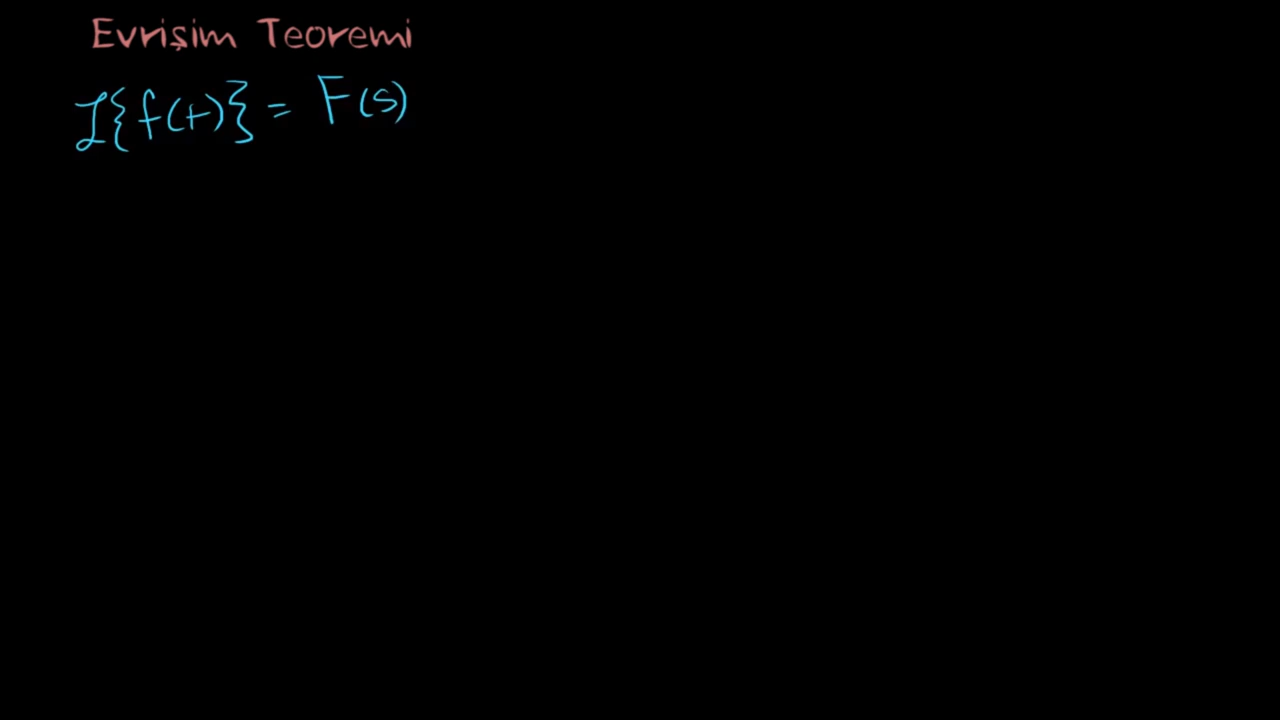 Evrişim Teoremi
ℒ{f(t)} = F(s)